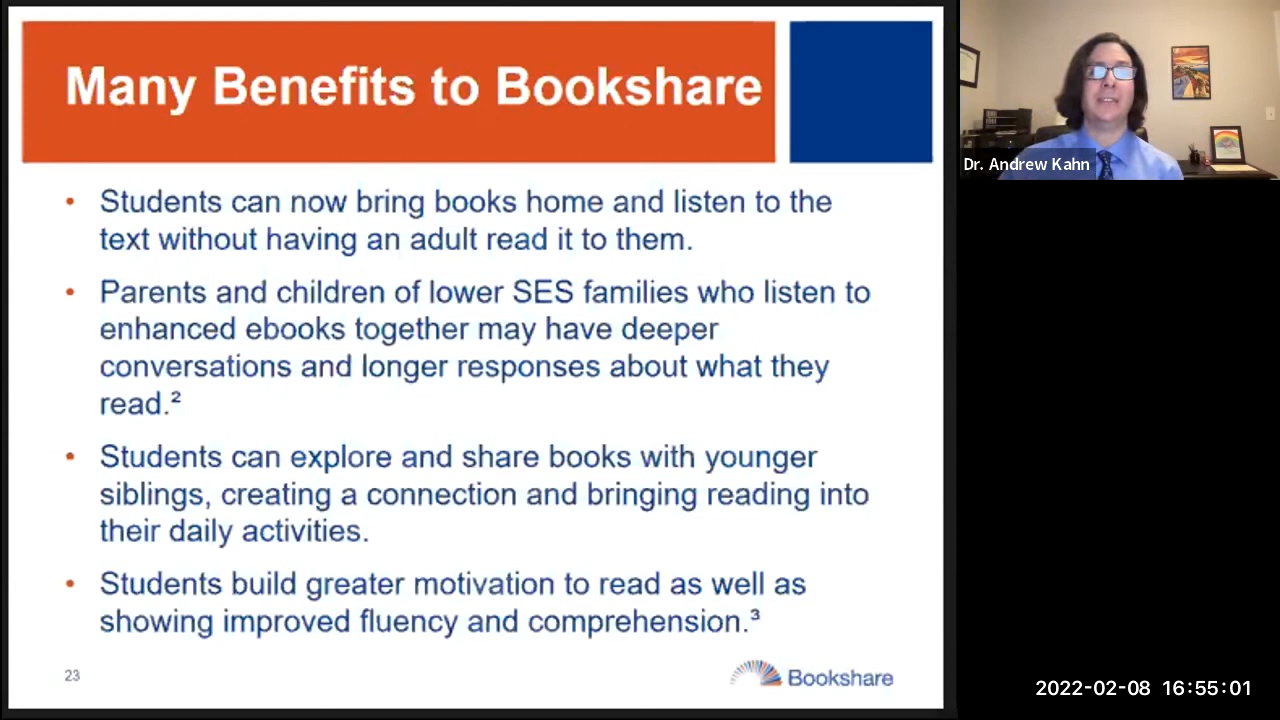 Many Benefits to Bookshare
• Students can now bring books home and listen to the
text without having an adult read it to them.
• Parents and children of lower SES families who listen to
enhanced ebooks together may have deeper
conversations and longer responses about what they
read.²
• Students can explore and share books with younger
siblings, creating a connection and bringing reading into
their daily activities.
• Students build greater motivation to read as well as
showing improved fluency and comprehension.³
23
Bookshare
Dr. Andrew Kahn
2022-02-08 16:55:01